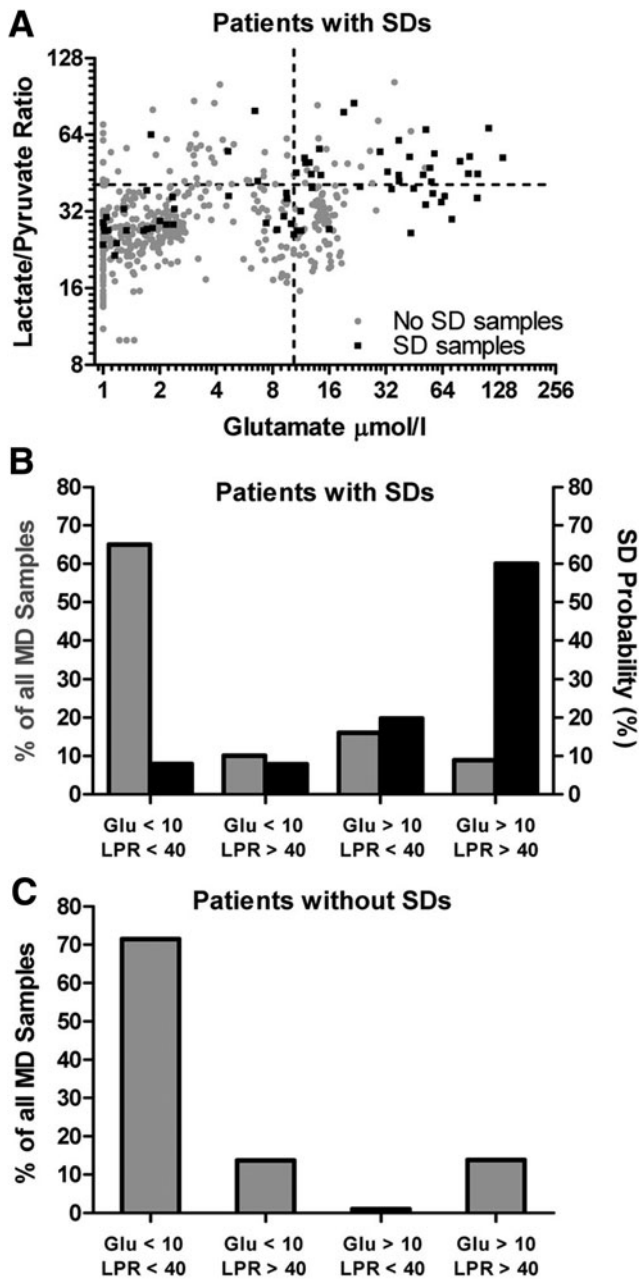 A
Patients with SDs
Lactate/Pyruvate Ratio
128
64
32
16
8
No SD samples
SD samples
1 2 4 8 16 32 64 128 256
Glutamate μmol/l
B
Patients with SDs
% of all MD Samples
80 80
70 70
60 60
50 50
40 40
30 30
20 20
10 10
0 0
SD Probability (%)
Glu < 10 Glu < 10 Glu > 10 Glu > 10
LPR < 40 LPR > 40 LPR < 40 LPR > 40
C
Patients without SDs
% of all MD Samples
80
70
60
50
40
30
20
10
0
Glu < 10 Glu < 10 Glu > 10 Glu > 10
LPR < 40 LPR > 40 LPR < 40 LPR > 40